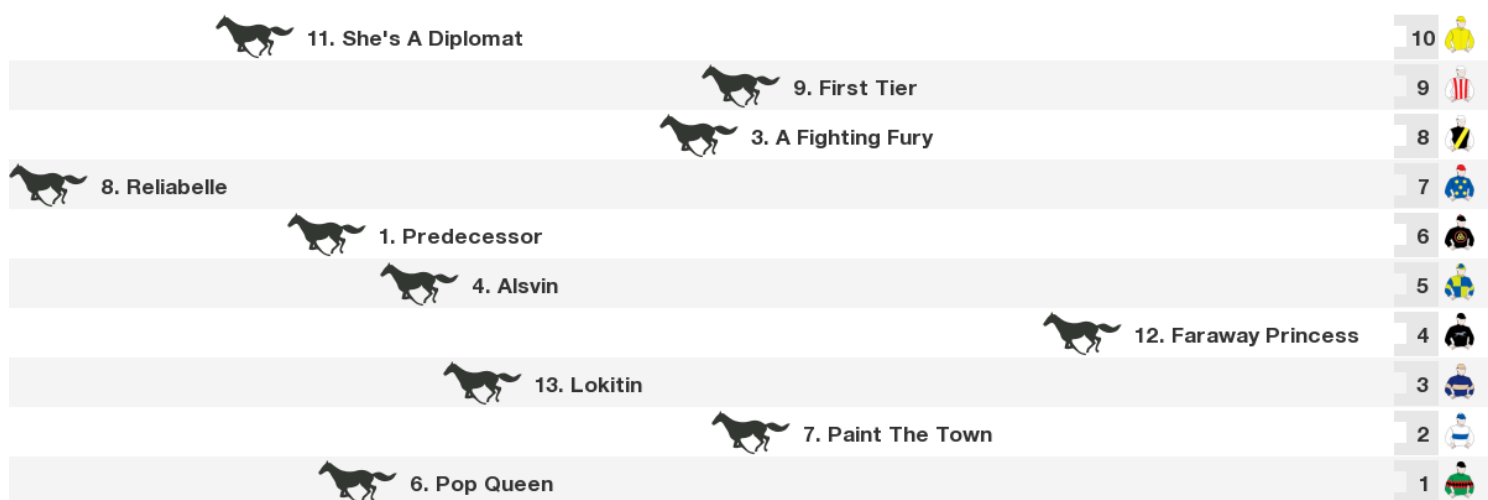 11. She's A Diplomat 10
9. First Tier 9
3. A Fighting Fury 8
8. Reliabelle 7
1. Predecessor 6
4. Alsvin 5
12. Faraway Princess 4
13. Lokitin 3
7. Paint The Town 2
6. Pop Queen 1